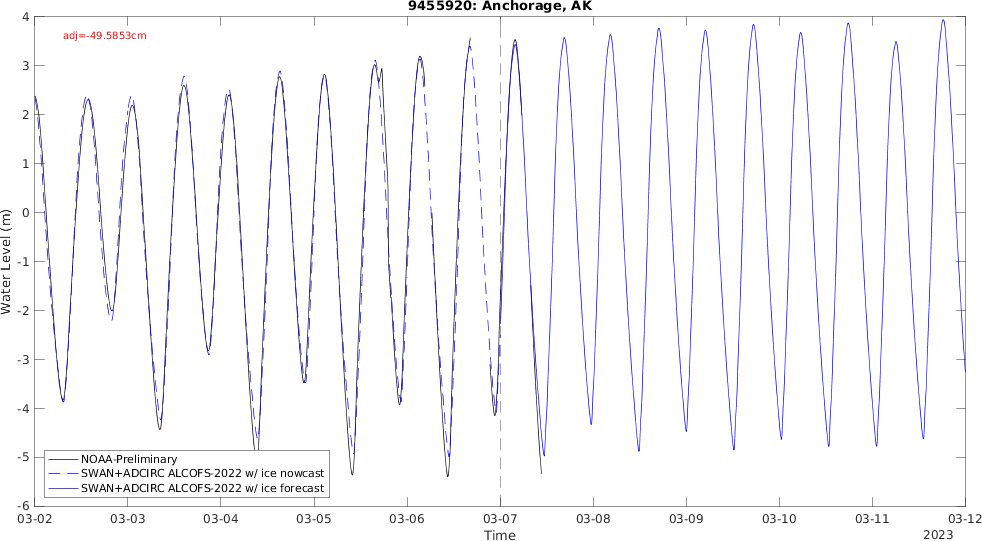 9455920: Anchorage, AK
adj=-49.5853cm
4
3
2
1
0
-1
-2
-3
-4
-5
-6
Water Level (m)
NOAA-Preliminary
SWAN+ADCIRC ALCOFS-2022 w/ ice nowcast
SWAN+ADCIRC ALCOFS-2022 w/ ice forecast
03-02 03-03 03-04 03-05 03-06 03-07 03-08 03-09 03-10 03-11 03-12
Time
2023